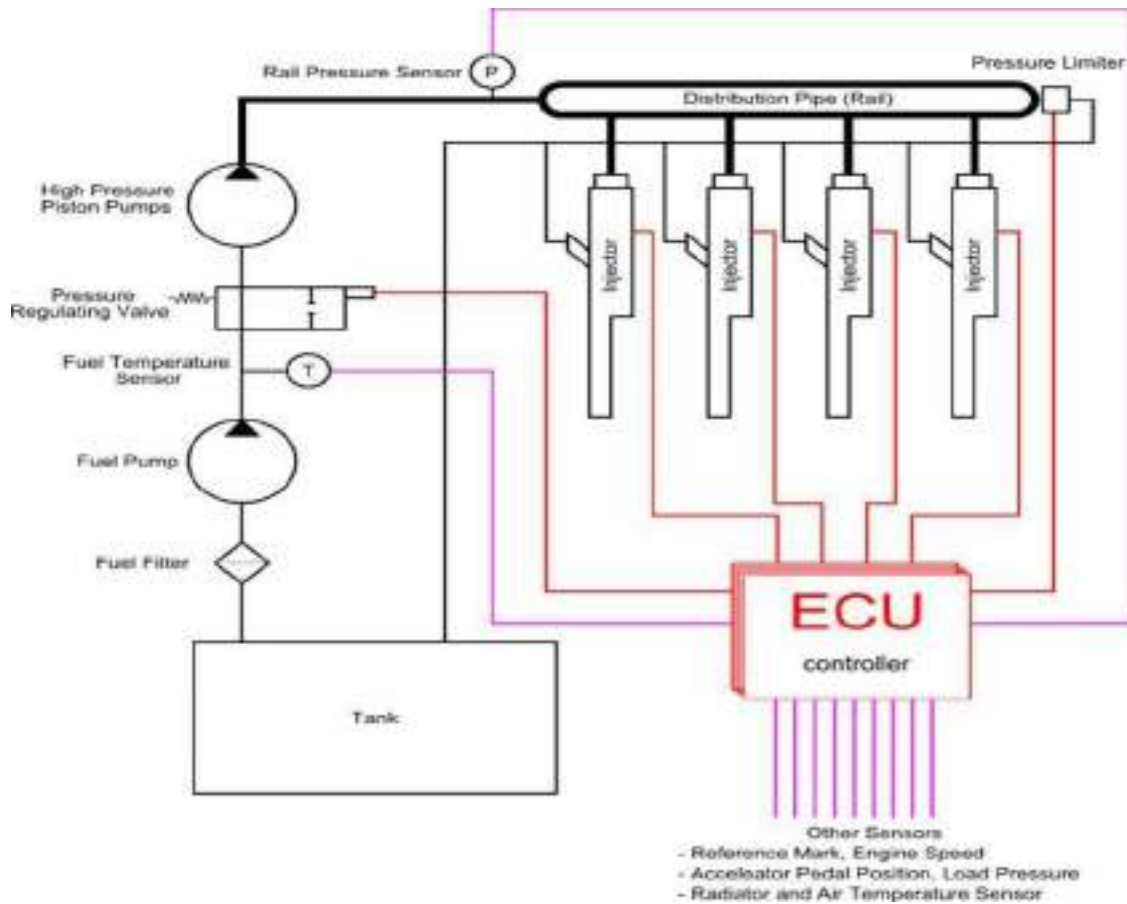 Rail Pressure Sensor
P
Pressure Limiter
Distribution Pipe (Rail)
High Pressure
Piston Pumps
Injector
Injector
Injector
Injector
Pressure
Regulating Valve
Fuel Temperature
Sensor
T
Fuel Pump
Fuel Filter
ECU
controller
Tank
Other Sensors
- Reference Mark, Engine Speed
- Acceleator Pedal Position, Load Pressure
- Radiator and Air Temperature Sensor